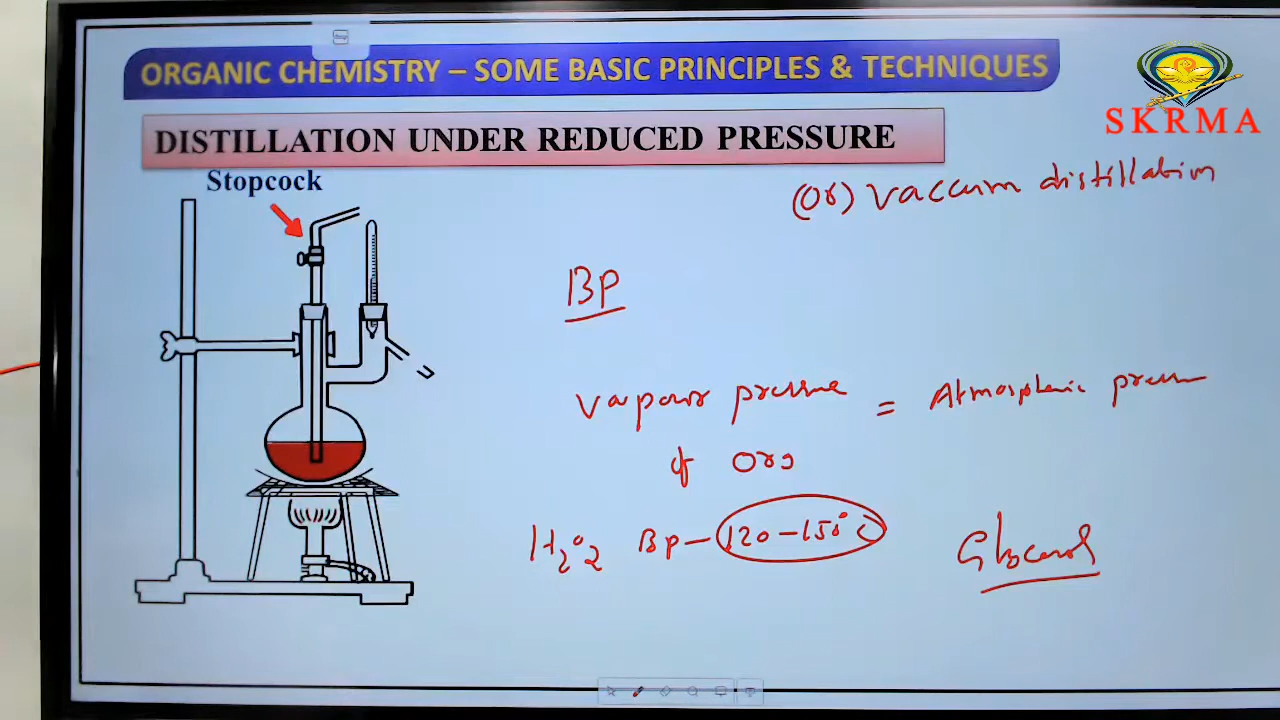 ORGANIC CHEMISTRY – SOME BASIC PRINCIPLES & TECHNIQUES
SKRMA
DISTILLATION UNDER REDUCED PRESSURE
Stopcock
(Or) Vaccum distillation
BP
Vapour pressure = Atmospheric pressure
of Org
H2O2 BP – 120 – 150°C Glycerol